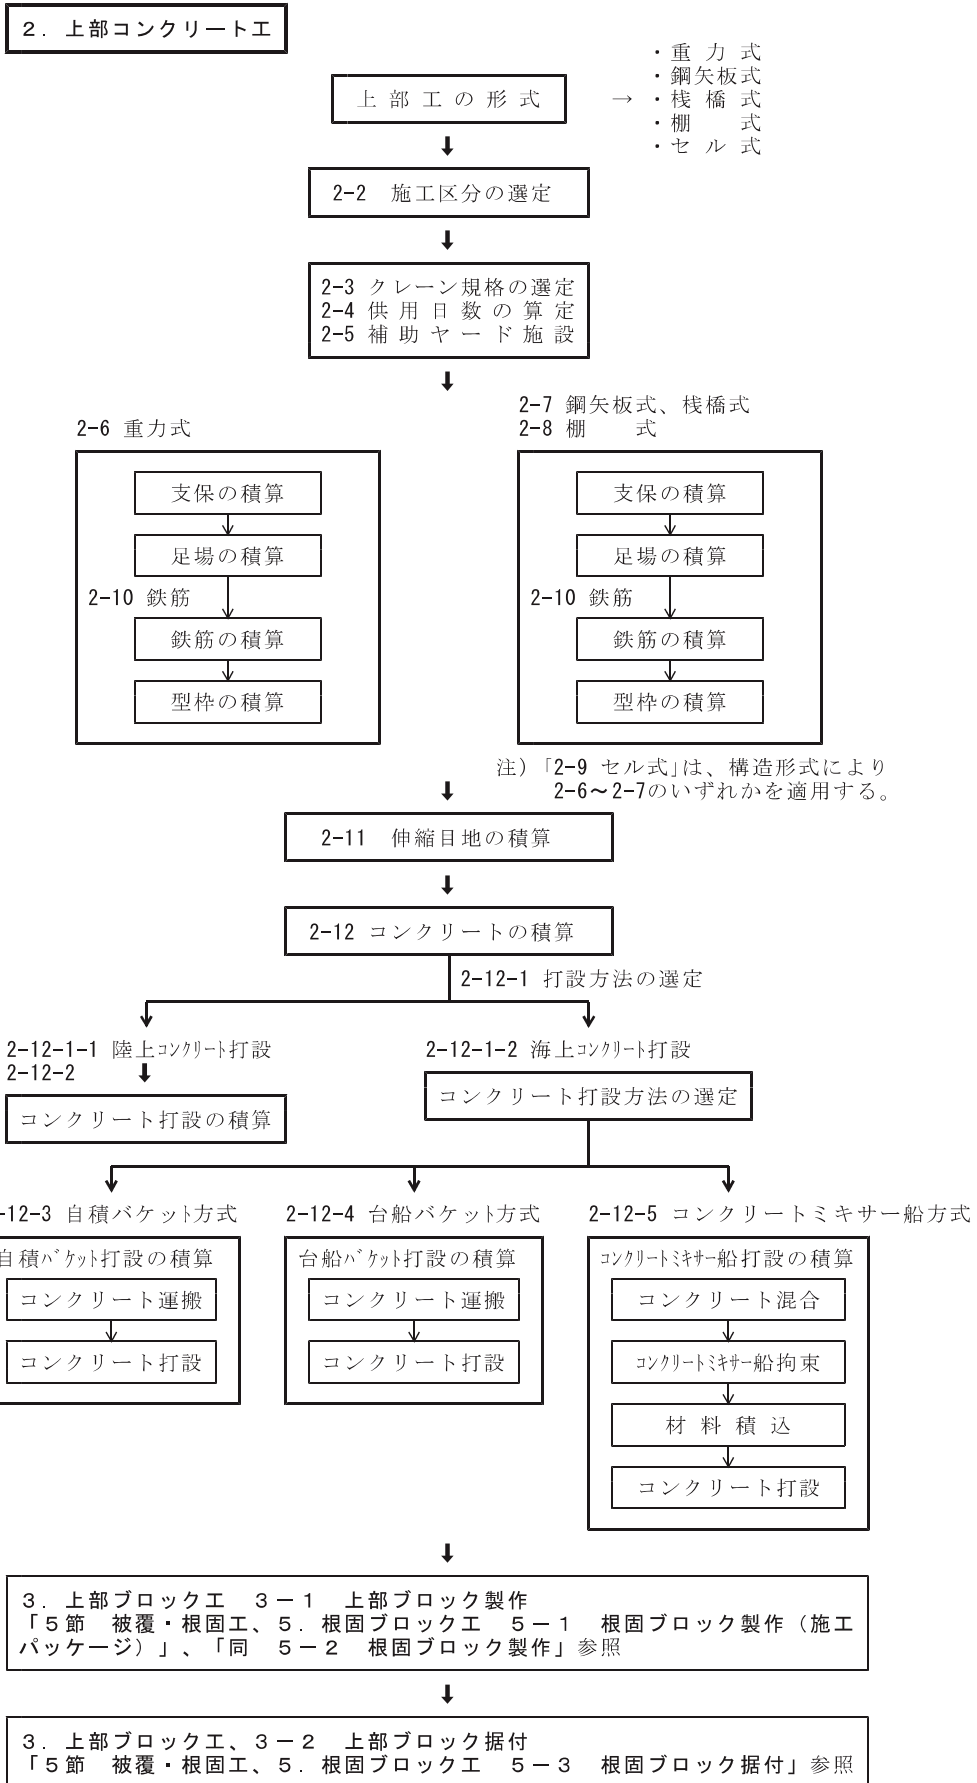 ２．上部コンクリート工
上部工の形式
→
・重力式
・鋼矢板式
・桟橋式
・棚　　式
・セル式
2-2　施工区分の選定
2-3 クレーン規格の選定
2-4 供用日数の算定
2-5 補助ヤード施設
2-6 重力式
支保の積算
足場の積算
2-10 鉄筋
鉄筋の積算
型枠の積算
2-7 鋼矢板式、桟橋式
2-8 棚　　式
支保の積算
足場の積算
2-10 鉄筋
鉄筋の積算
型枠の積算
注）「2-9 セル式」は、構造形式により
2-6～2-7のいずれかを適用する。
2-11　伸縮目地の積算
2-12 コンクリートの積算
2-12-1 打設方法の選定
2-12-1-1 陸上ｺﾝｸﾘｰﾄ打設
2-12-2
コンクリート打設の積算
2-12-1-2 海上ｺﾝｸﾘｰﾄ打設
コンクリート打設方法の選定
-12-3 自積バケット方式
自積ﾊﾞｹｯﾄ打設の積算
コンクリート運搬
コンクリート打設
2-12-4 台船バケット方式
台船ﾊﾞｹｯﾄ打設の積算
コンクリート運搬
コンクリート打設
2-12-5 コンクリートミキサー船方式
ｺﾝｸﾘｰﾄﾐｷｻｰ船打設の積算
コンクリート混合
ｺﾝｸﾘｰﾄﾐｷｻｰ船拘束
材料積込
コンクリート打設
３．上部ブロック工　３－１　上部ブロック製作
「５節　被覆・根固工、５．根固ブロック工　５－１　根固ブロック製作（施工
パッケージ）」、「同　５－２　根固ブロック製作」参照
３．上部ブロック工、３－２　上部ブロック据付
「５節　被覆・根固工、５．根固ブロック工　５－３　根固ブロック据付」参照